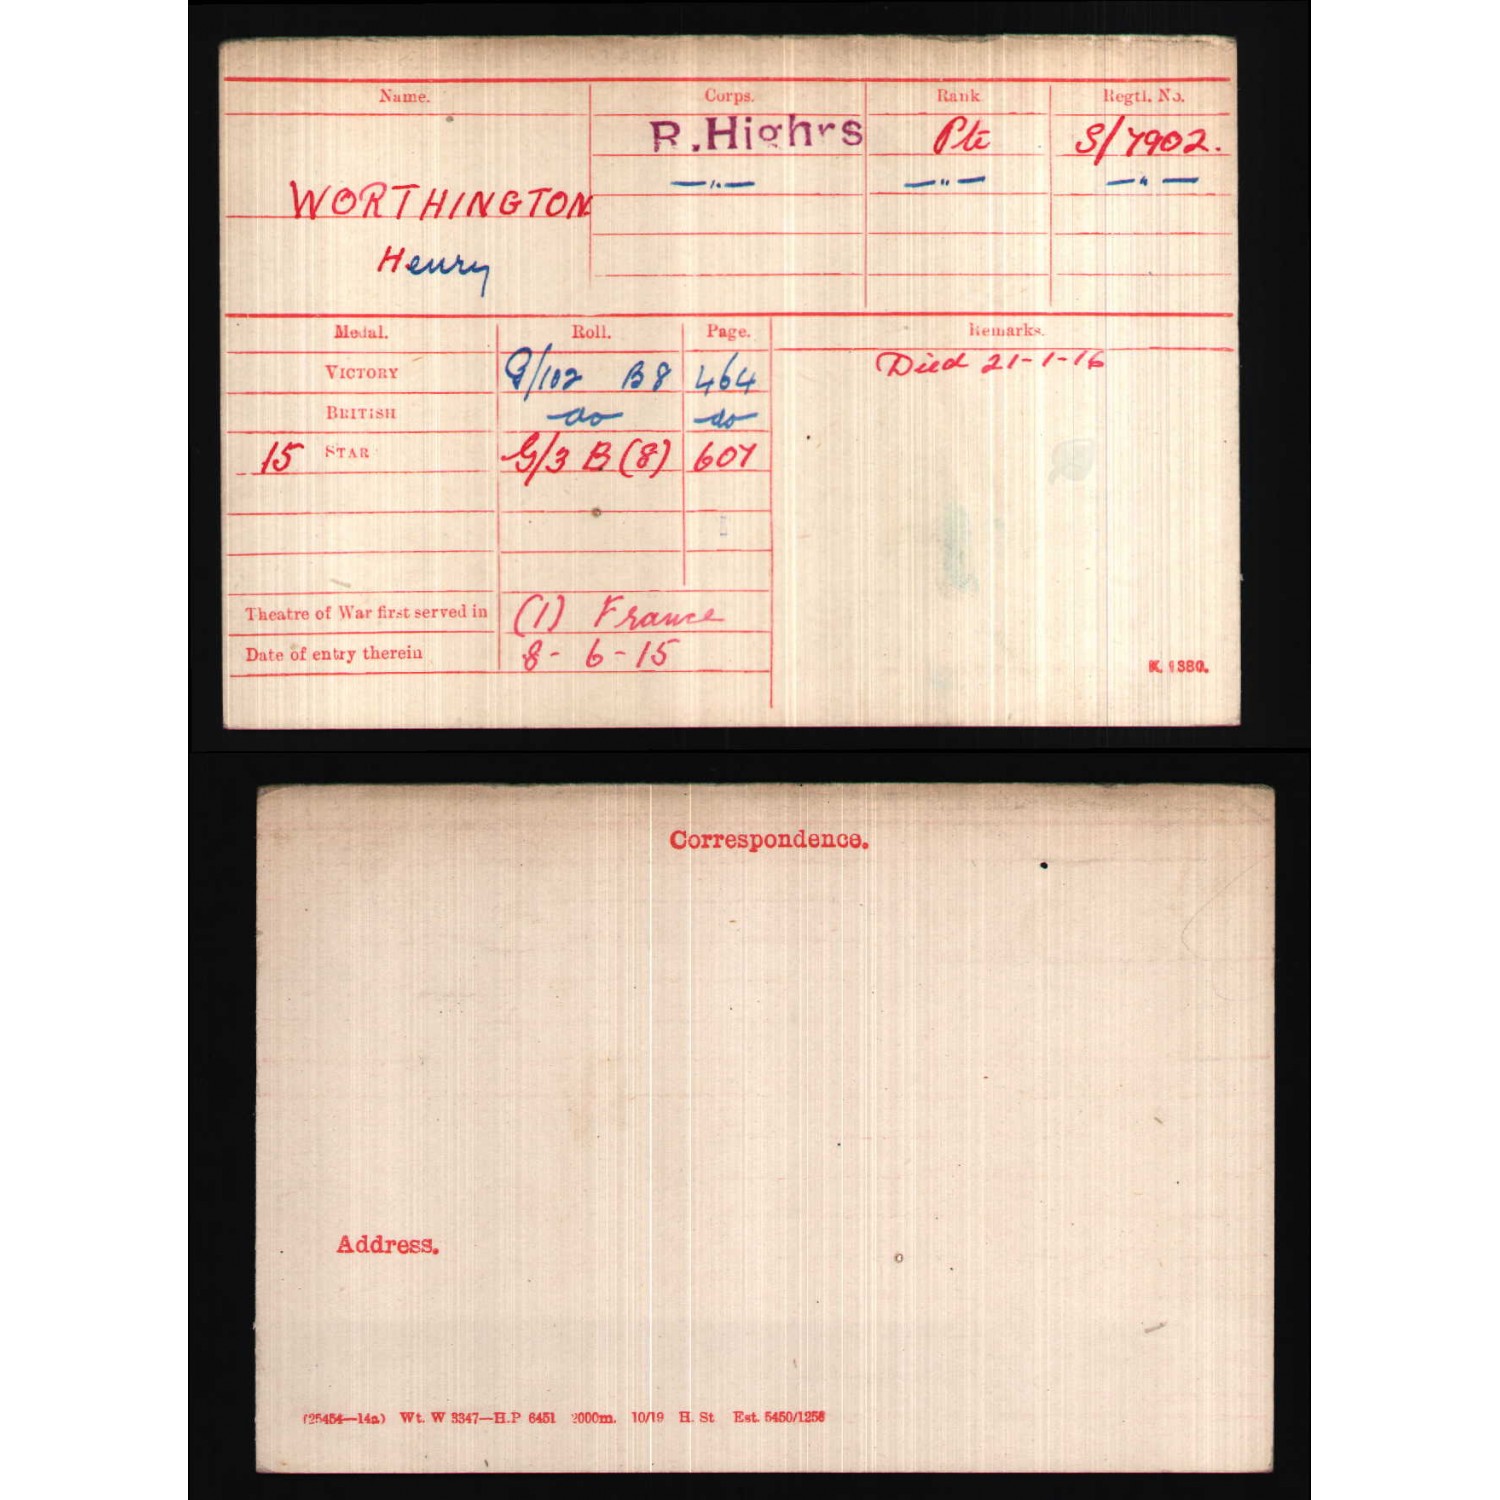 Name. Corps. Rank Regtl. No.
R.Highrs Pte S/7902.
—"— —"— —"—
WORTHINGTON
Henry
Medal. Roll. Page. Remarks.
VICTORY G/102 B8 464 Died 21-1-16
BRITISH do do
15 STAR G/3 B (8) 607
Theatre of War first served in (1) France
Date of entry therein 8-6-15
K. 1380.
Correspondence.
Address.
(25454—14a) Wt. W 3347—H.P 6451 2000m. 10/19 H. St Est. 5450/1258